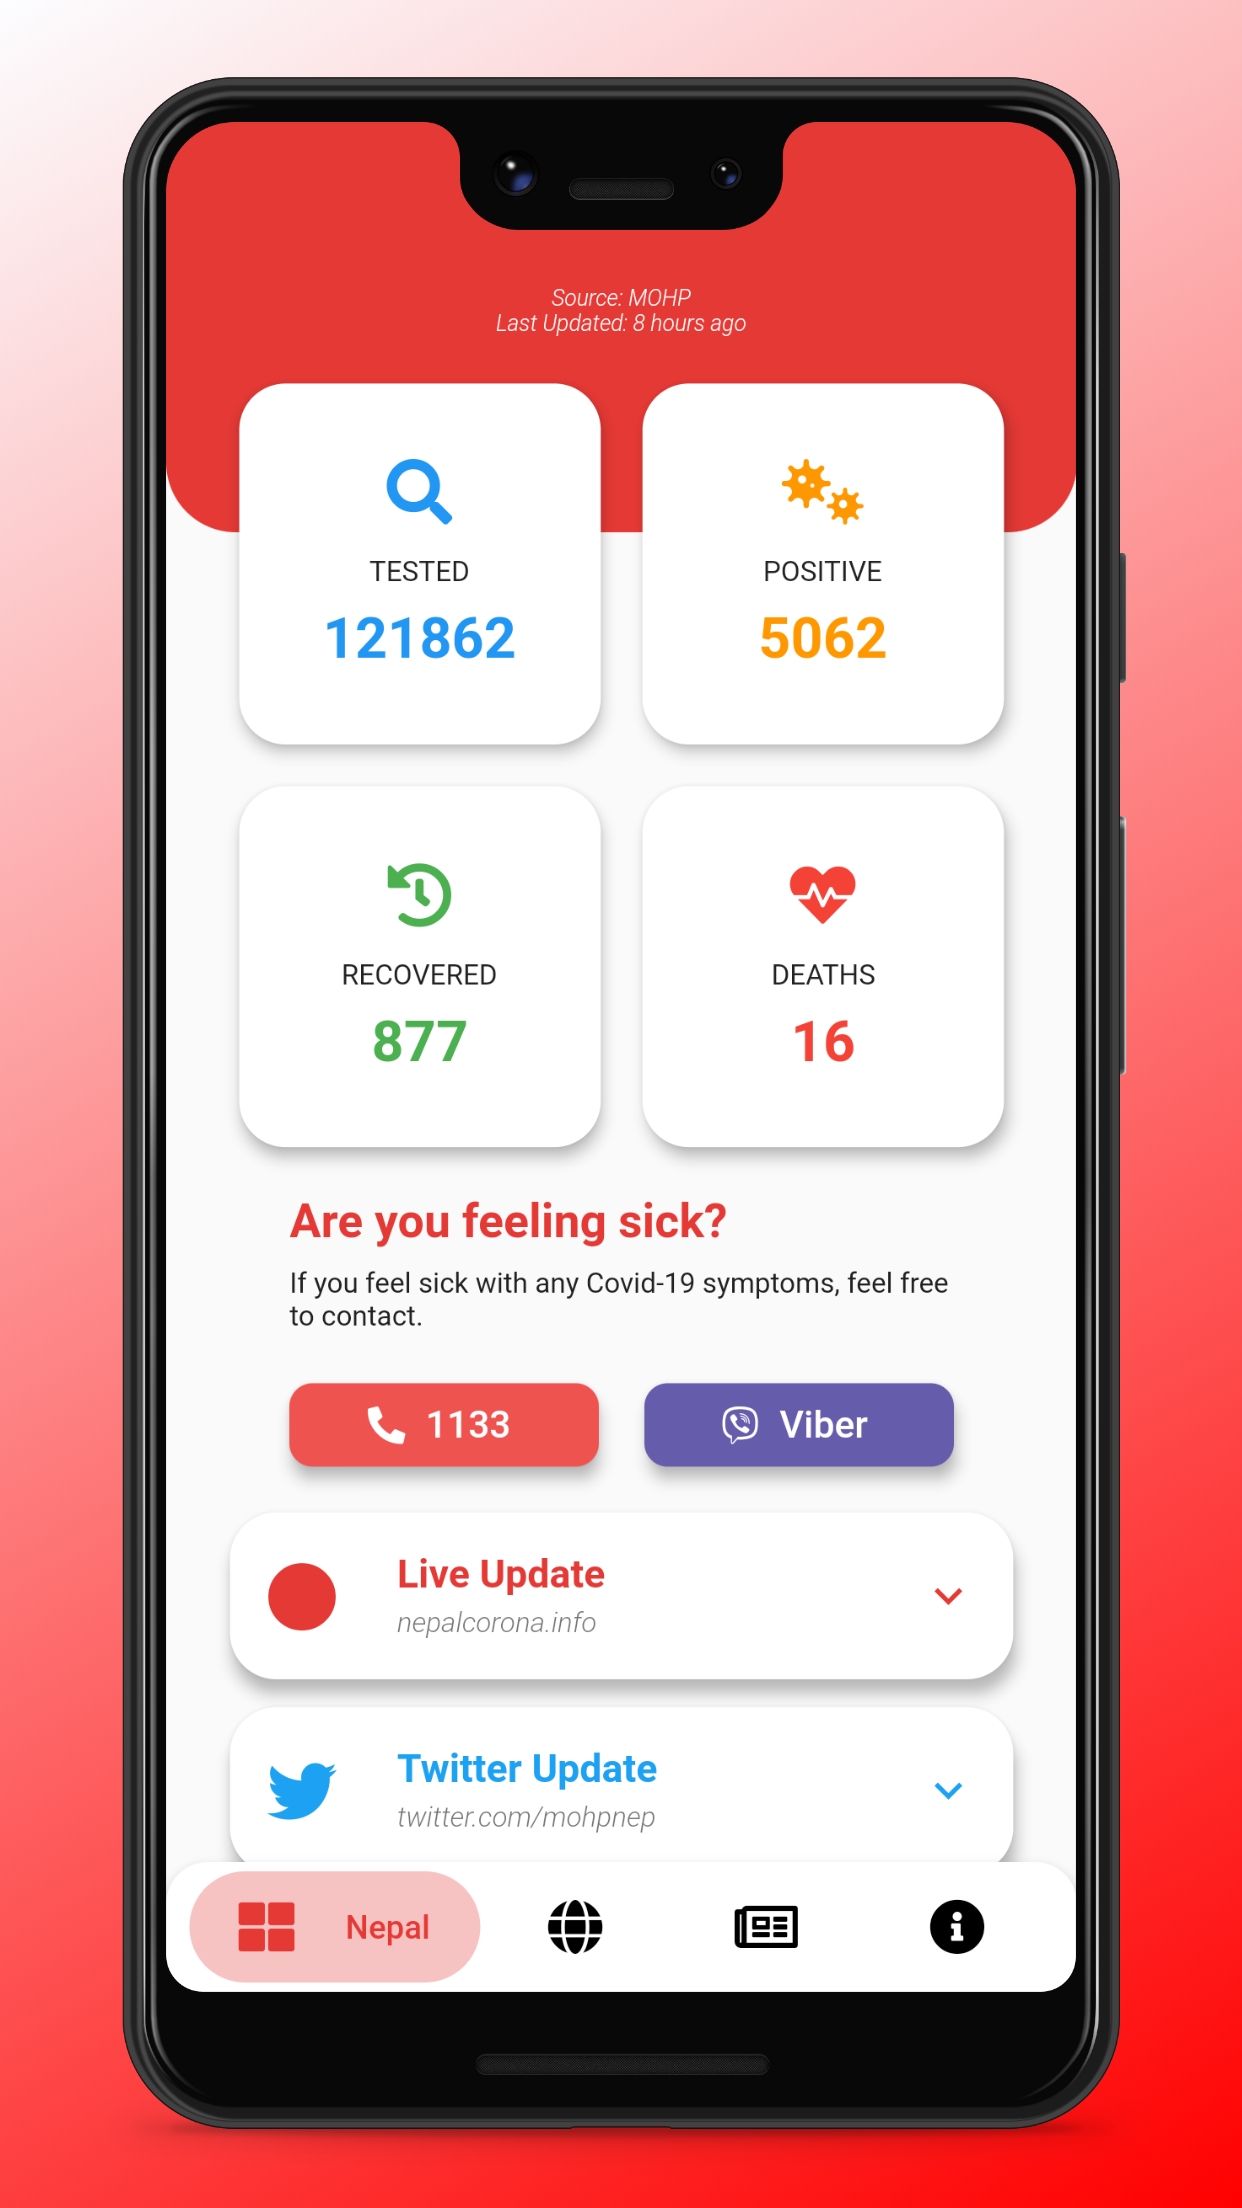 Source: MOHP
Last Updated: 8 hours ago
TESTED
121862
POSITIVE
5062
RECOVERED
877
DEATHS
16
Are you feeling sick?
If you feel sick with any Covid-19 symptoms, feel free
to contact.
1133
Viber
Live Update
nepalcorona.info
Twitter Update
twitter.com/mohpnep
Nepal